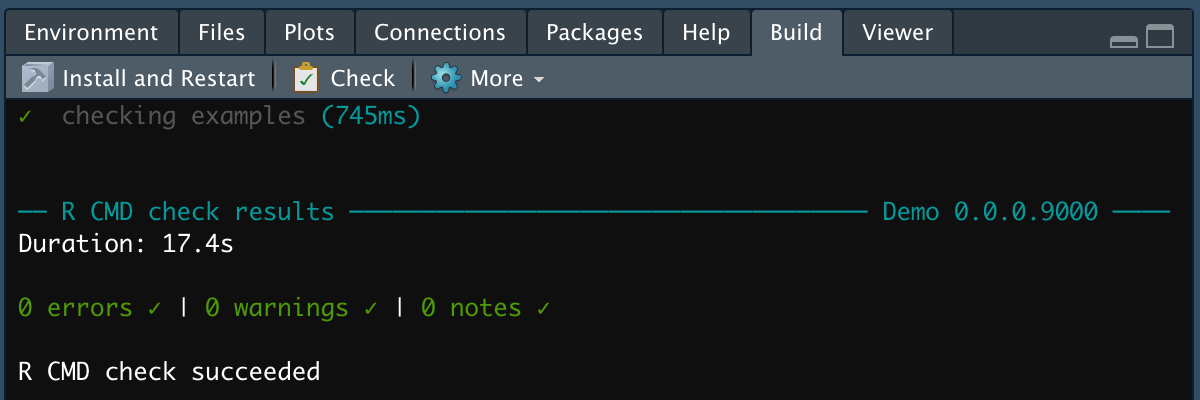 Environment Files Plots Connections Packages Help Build Viewer
Install and Restart Check More
✓ checking examples (745ms)
── R CMD check results ──────────────────────────────────── Demo 0.0.0.9000 ────
Duration: 17.4s
0 errors ✓ | 0 warnings ✓ | 0 notes ✓
R CMD check succeeded